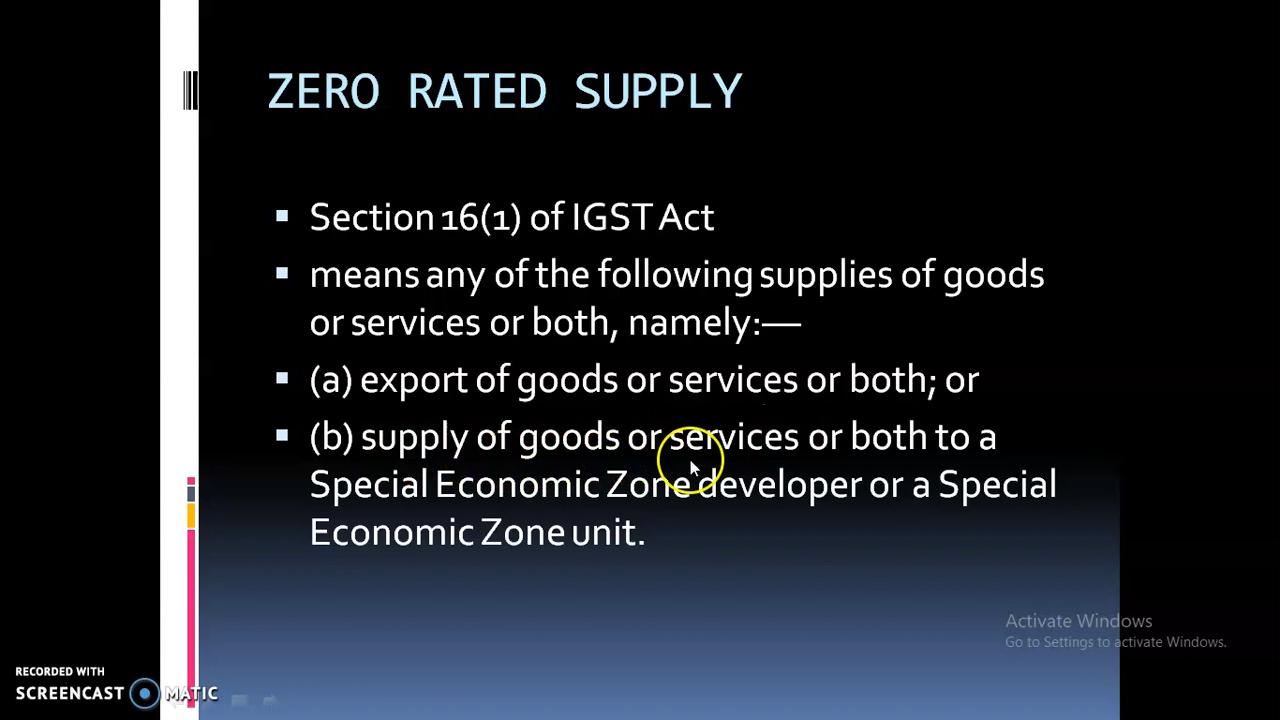 ZERO RATED SUPPLY
Section 16(1) of IGST Act
means any of the following supplies of goods
or services or both, namely:—
(a) export of goods or services or both; or
(b) supply of goods or services or both to a
Special Economic Zone developer or a Special
Economic Zone unit.
Activate Windows
Go to Settings to activate Windows.
RECORDED WITH
SCREENCAST MATIC